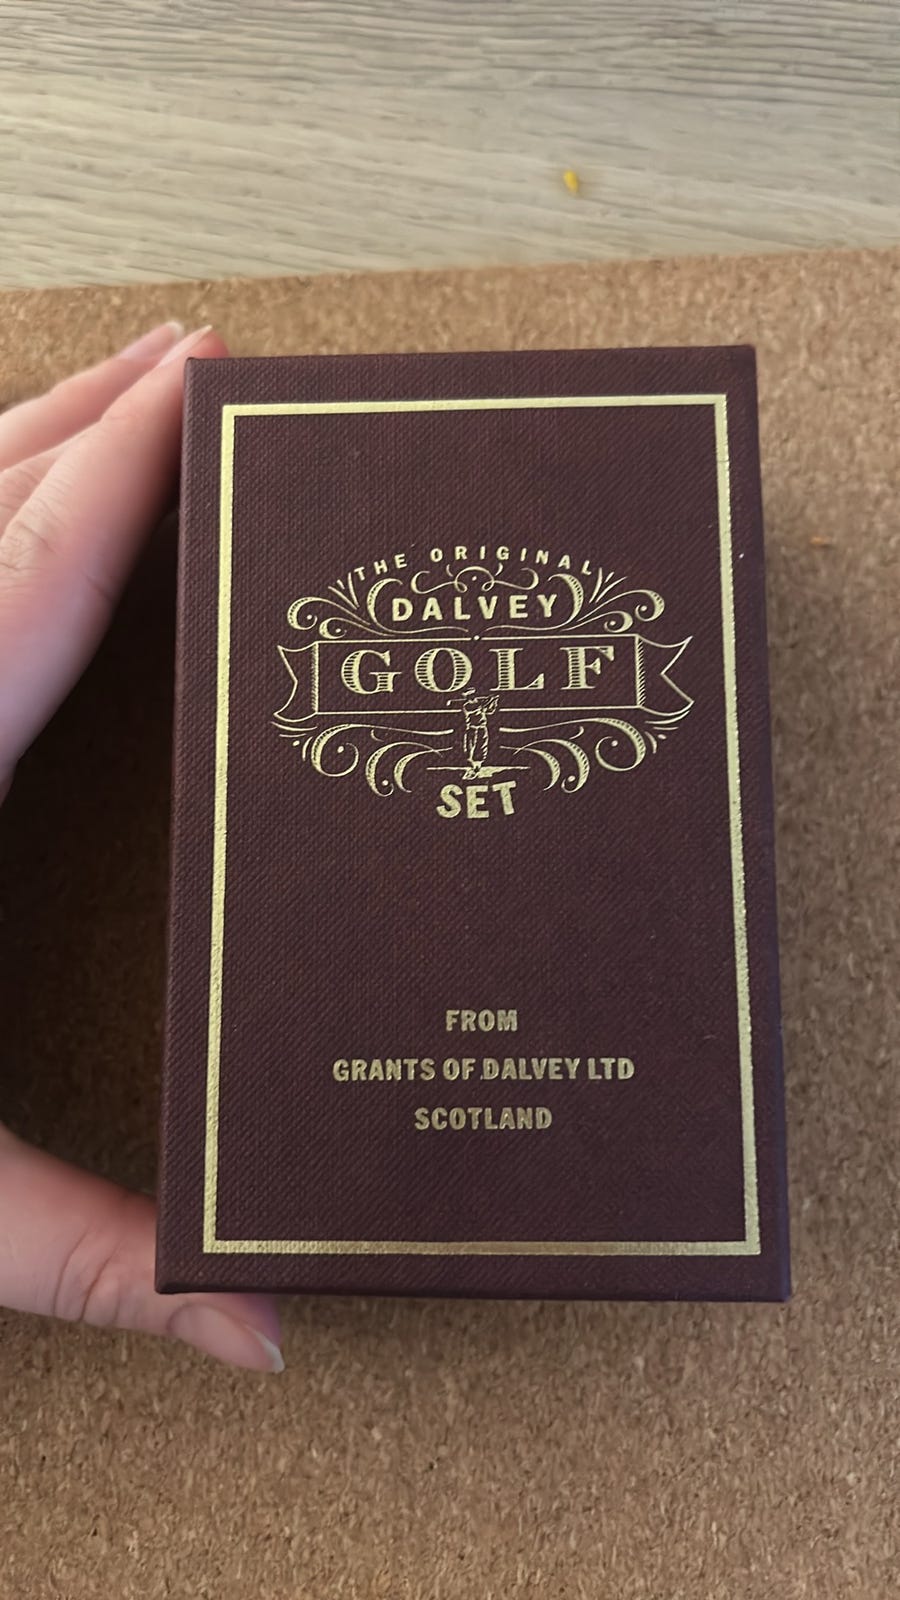 THE ORIGINAL
DALVEY
GOLF
SET
FROM
GRANTS OF DALVEY LTD
SCOTLAND